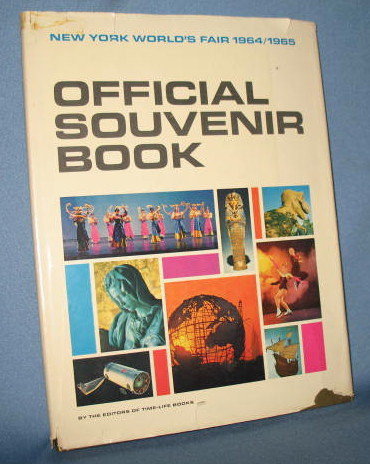 NEW YORK WORLD'S FAIR 1964/1965
OFFICIAL
SOUVENIR
BOOK
BY THE EDITORS OF TIME-LIFE BOOKS